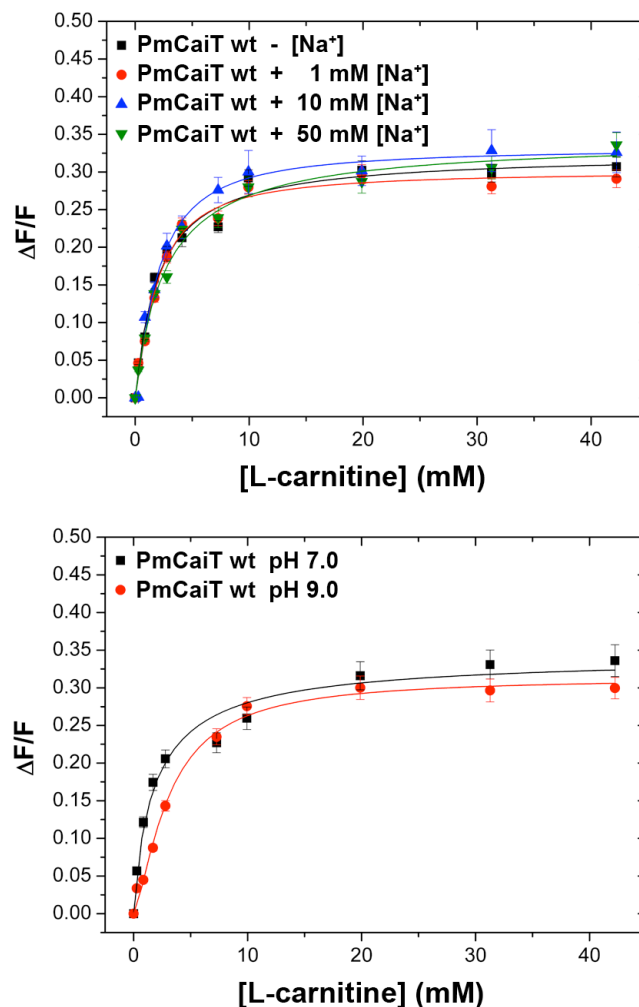 PmCaiT wt - [Na⁺]
PmCaiT wt + 1 mM [Na⁺]
PmCaiT wt + 10 mM [Na⁺]
PmCaiT wt + 50 mM [Na⁺]
0.50
0.45
0.40
0.35
0.30
0.25
0.20
0.15
0.10
0.05
0.00
ΔF/F
0 10 20 30 40
[L-carnitine] (mM)
PmCaiT wt pH 7.0
PmCaiT wt pH 9.0
0.50
0.45
0.40
0.35
0.30
0.25
0.20
0.15
0.10
0.05
0.00
ΔF/F
0 10 20 30 40
[L-carnitine] (mM)